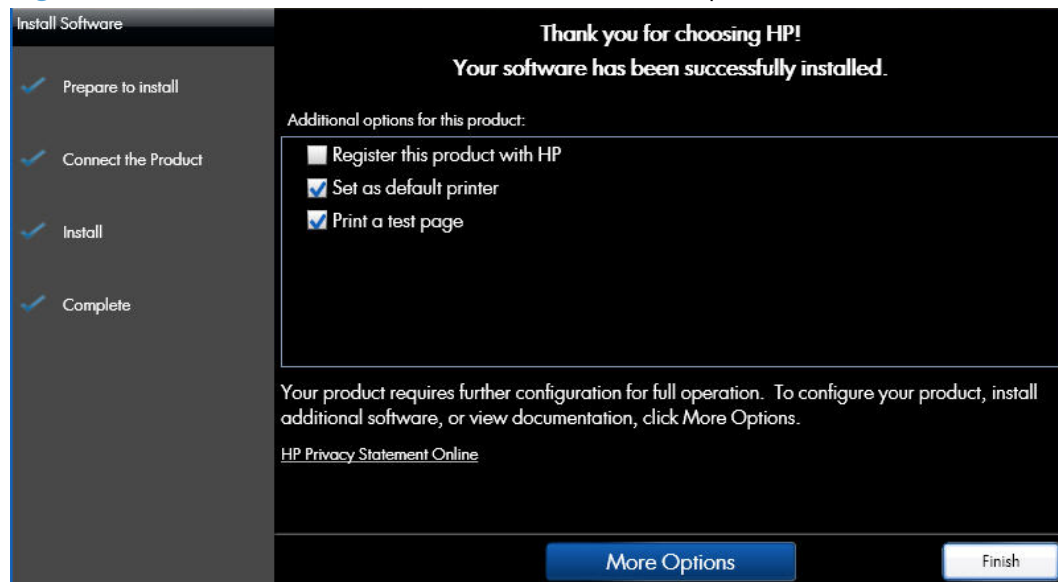 Install Software
Prepare to install
Connect the Product
Install
Complete
Thank you for choosing HP!
Your software has been successfully installed.
Additional options for this product:
Register this product with HP
Set as default printer
Print a test page
Your product requires further configuration for full operation.  To configure your product, install
additional software, or view documentation, click More Options.
HP Privacy Statement Online
More Options
Finish